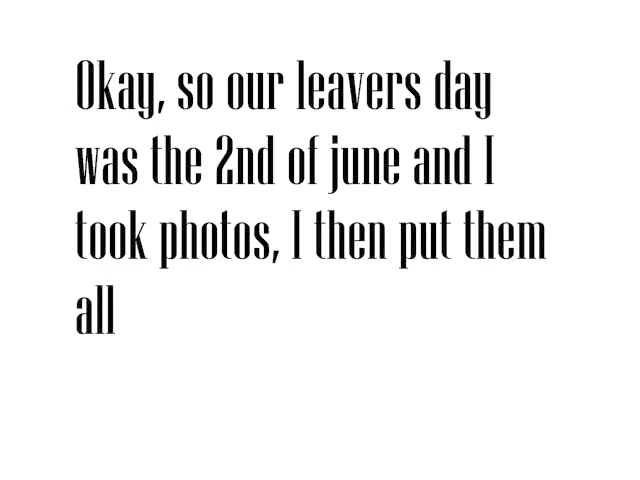 Okay, so our leavers day
was the 2nd of june and I
took photos, I then put them
all